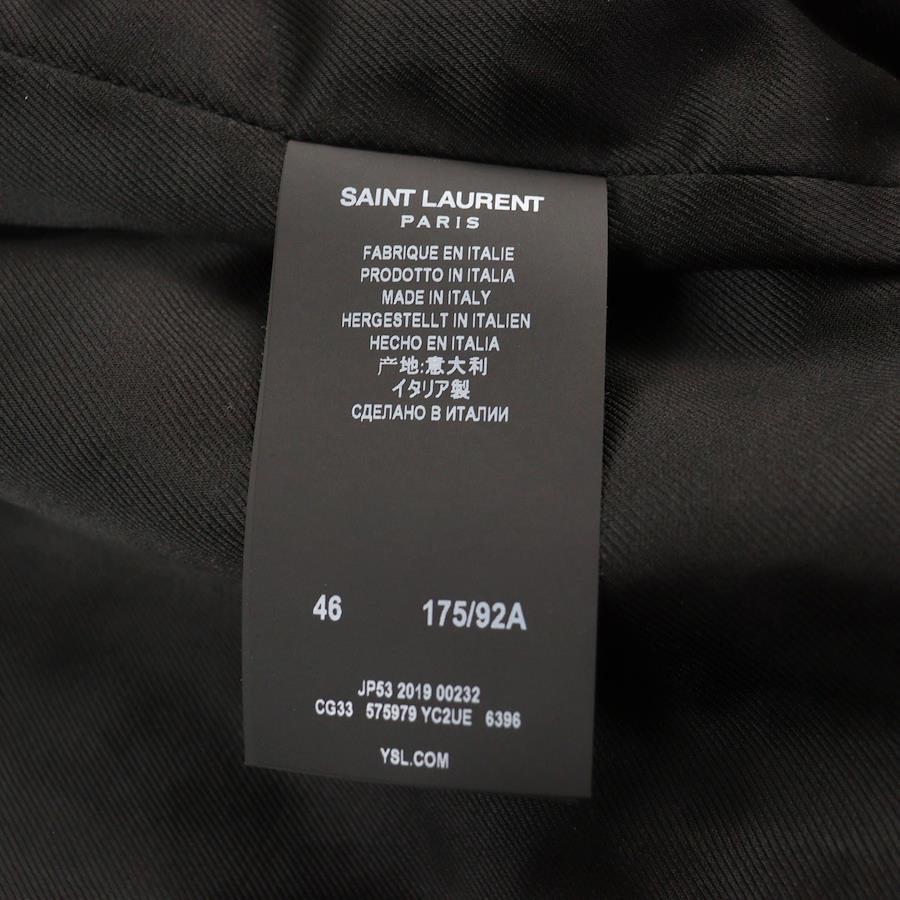 SAINT LAURENT
PARIS
FABRIQUE EN ITALIE
PRODOTTO IN ITALIA
MADE IN ITALY
HERGESTELLT IN ITALIEN
HECHO EN ITALIA
产地:意大利
イタリア製
СДЕЛАНО В ИТАЛИИ
46 175/92A
JP53 2019 00232
CG33 575979 YC2UE 6396
YSL.COM